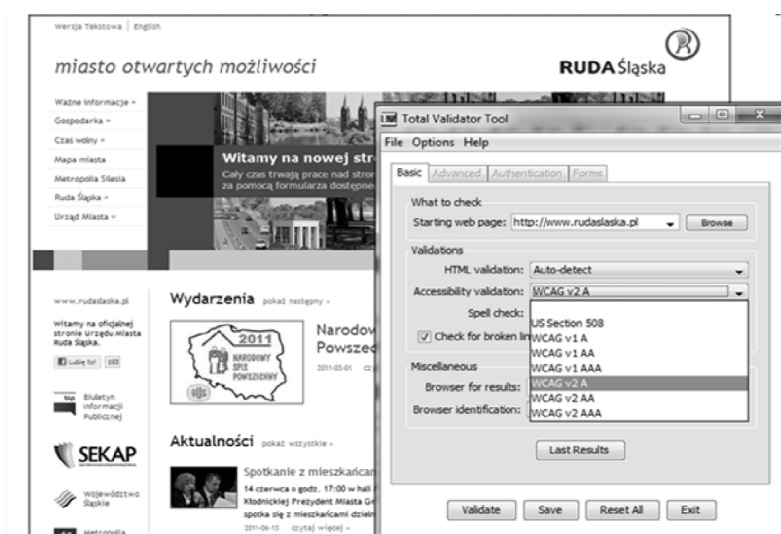 Wersja Tekstowa | English
miasto otwartych możliwości
RUDA Śląska
Ważne informacje
Gospodarka
Czas wolny
Mapa miasta
Metropolia Silesia
Ruda Śląska
Urząd Miasta
Witamy na nowej str
Cały czas trwają prace nad stron
za pomocą formularza dostępne
www.rudaslaska.pl
Witamy na oficjalnej
stronie Urzędu Miasta
Ruda Śląska.
Lubię to! 163
bip Biuletyn
Informacji
Publicznej
SEKAP
Województwo
Śląskie
Metropolia
Wydarzenia pokaż następny »
2011
NARODOWY
SPIS
POWSZECHNY
Narodow
Powszec
2011-03-01
Aktualności pokaż wszystkie »
Spotkanie z mieszkańcan
14 czerwca o godz. 17:00 w hali
Kłodnickiej Prezydent Miasta Gr
spotka się z mieszkańcami dzieln
2011-06-13 czytaj więcej »
Total Validator Tool
File Options Help
Basic Advanced Authentication Forms
What to check
Starting web page: http://www.rudaslaska.pl Browse
Validations
HTML validation: Auto-detect
Accessibility validation: WCAG v2 A
Spell check:
US Section 508
Check for broken lin
WCAG v1 A
WCAG v1 AA
WCAG v1 AAA
Miscellaneous
Browser for results:
WCAG v2 A
Browser identification:
WCAG v2 AA
WCAG v2 AAA
Last Results
Validate Save Reset All Exit